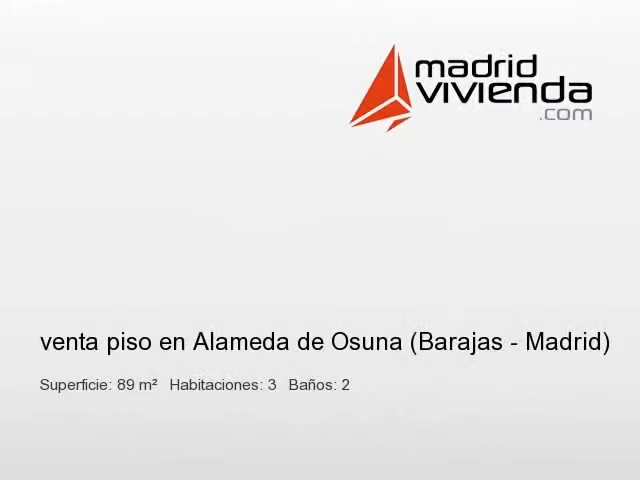 madrid
vivienda
.com
venta piso en Alameda de Osuna (Barajas - Madrid)
Superficie: 89 m² Habitaciones: 3 Baños: 2